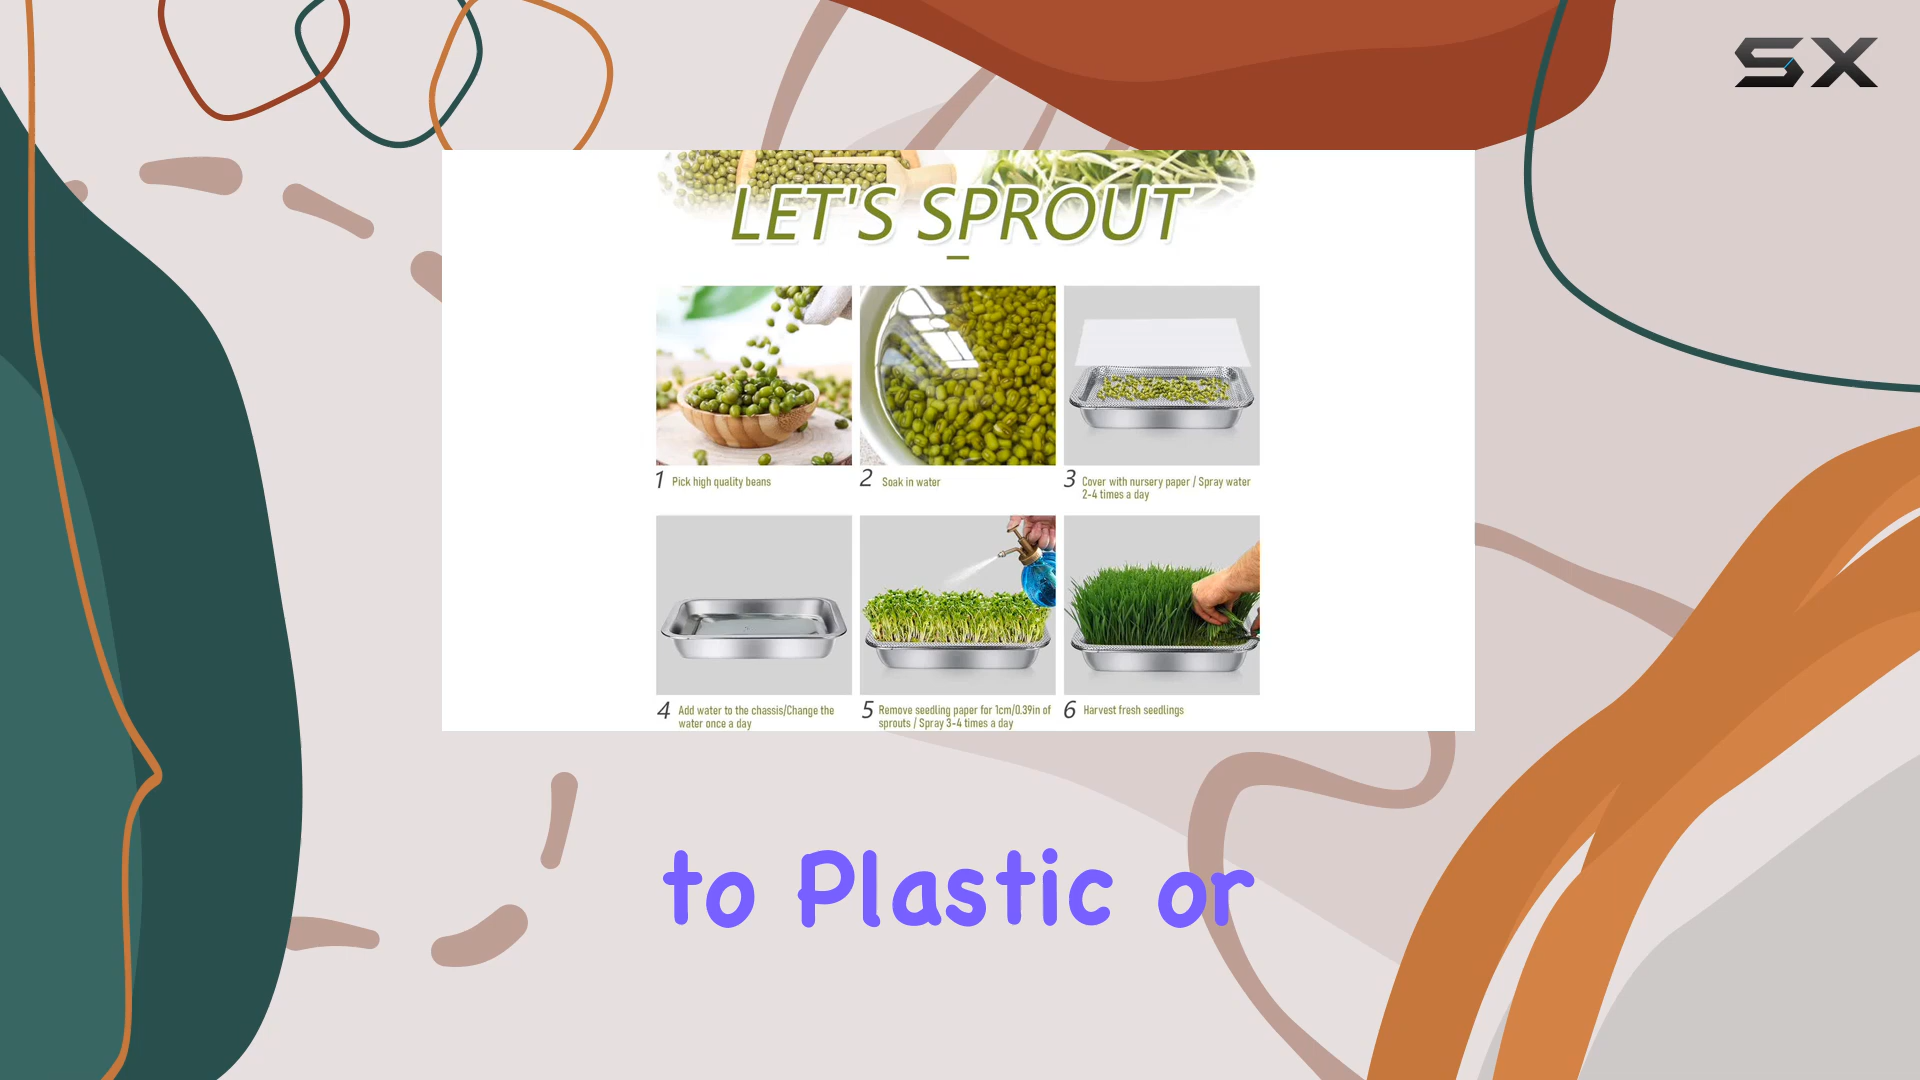 SX
LET'S SPROUT
1 Pick high quality beans
2 Soak in water
3 Cover with nursery paper / Spray water
2-4 times a day
4 Add water to the chassis/Change the
water once a day
5 Remove seedling paper for 1cm/0.39in of
sprouts / Spray 3-4 times a day
6 Harvest fresh seedlings
to Plastic or